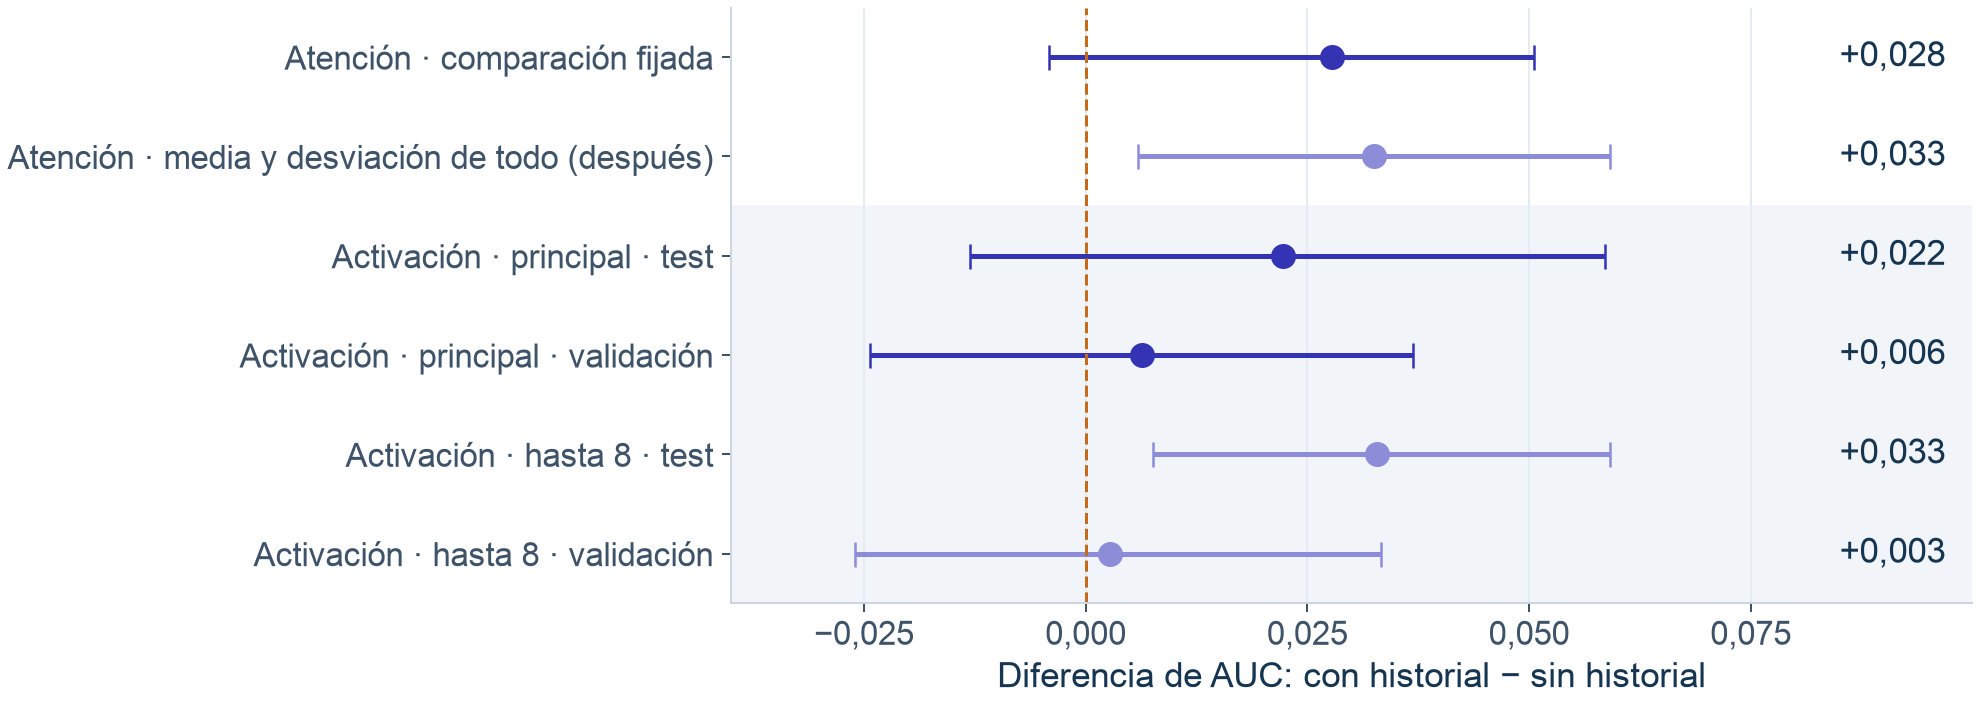 Atención · comparación fijada +0,028
Atención · media y desviación de todo (después) +0,033
Activación · principal · test +0,022
Activación · principal · validación +0,006
Activación · hasta 8 · test +0,033
Activación · hasta 8 · validación +0,003
−0,025 0,000 0,025 0,050 0,075
Diferencia de AUC: con historial − sin historial